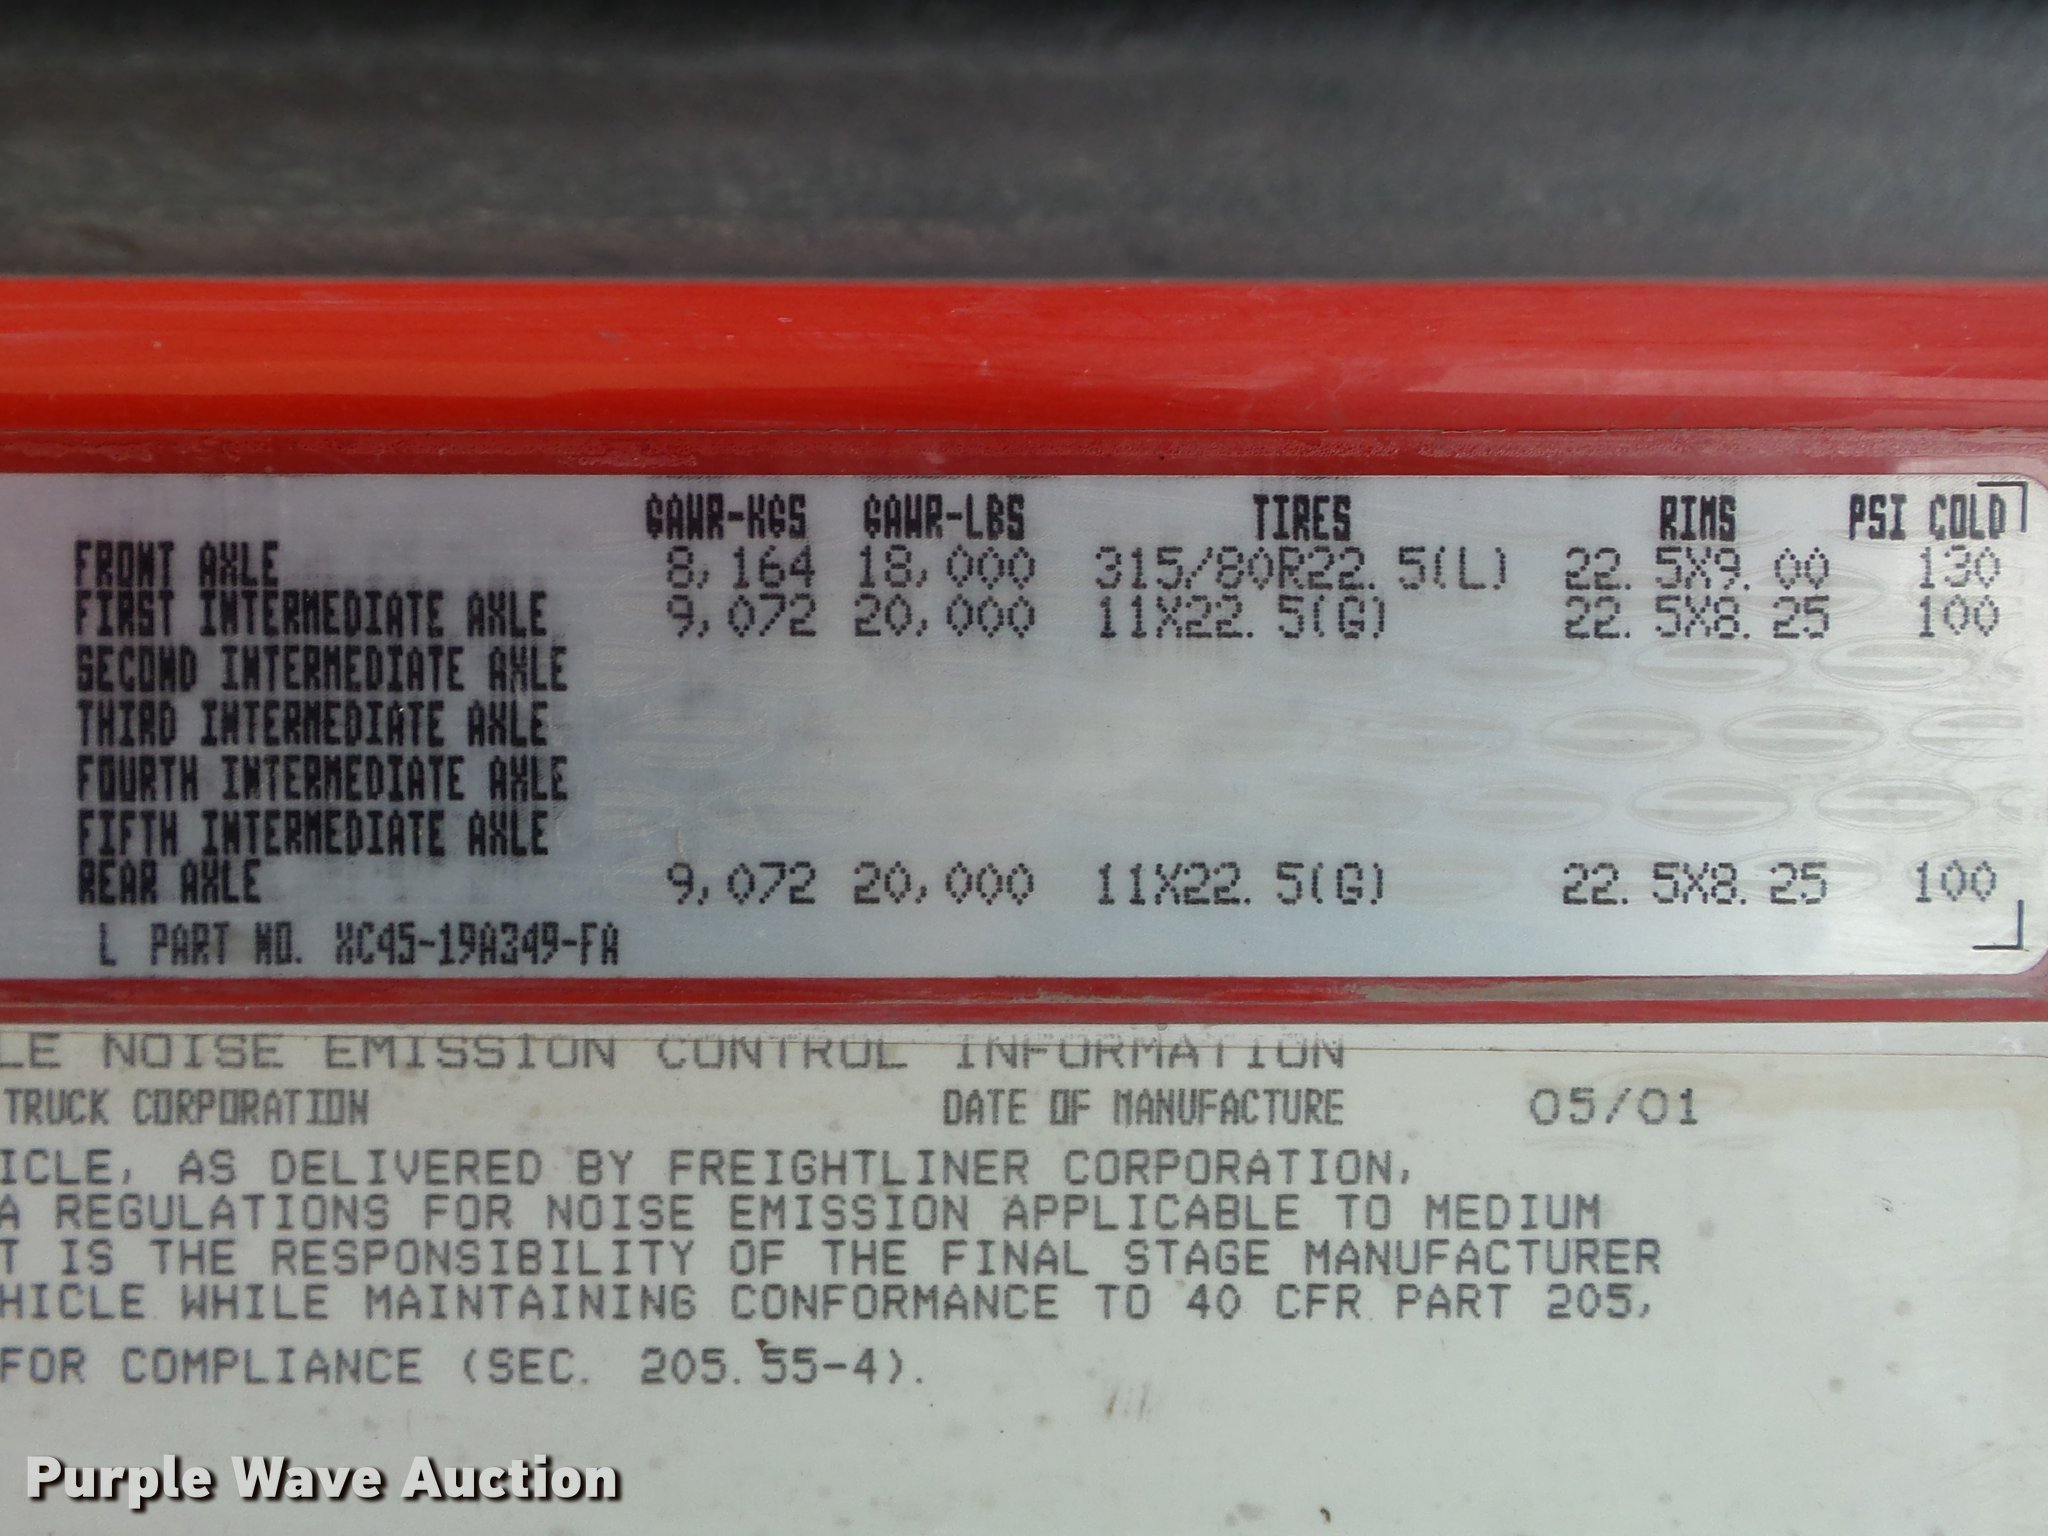 GAWR-KGS GAWR-LBS TIRES RIMS PSI COLD
FRONT AXLE 8,164 18,000 315/80R22.5(L) 22.5X9.00 130
FIRST INTERMEDIATE AXLE 9,072 20,000 11X22.5(G) 22.5X8.25 100
SECOND INTERMEDIATE AXLE
THIRD INTERMEDIATE AXLE
FOURTH INTERMEDIATE AXLE
FIFTH INTERMEDIATE AXLE
REAR AXLE 9,072 20,000 11X22.5(G) 22.5X8.25 100
L PART NO. XC45-19A349-FA
LE NOISE EMISSION CONTROL INFORMATION
TRUCK CORPORATION DATE OF MANUFACTURE 05/01
ICLE, AS DELIVERED BY FREIGHTLINER CORPORATION,
A REGULATIONS FOR NOISE EMISSION APPLICABLE TO MEDIUM
T IS THE RESPONSIBILITY OF THE FINAL STAGE MANUFACTURER
HICLE WHILE MAINTAINING CONFORMANCE TO 40 CFR PART 205,
FOR COMPLIANCE (SEC. 205.55-4).
Purple Wave Auction